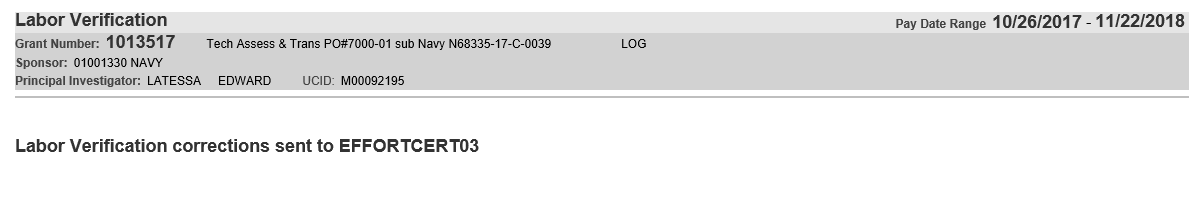 Labor Verification Pay Date Range 10/26/2017 - 11/22/2018
Grant Number: 1013517 Tech Assess & Trans PO#7000-01 sub Navy N68335-17-C-0039 LOG
Sponsor: 01001330 NAVY
Principal Investigator: LATESSA EDWARD UCID: M00092195
Labor Verification corrections sent to EFFORTCERT03